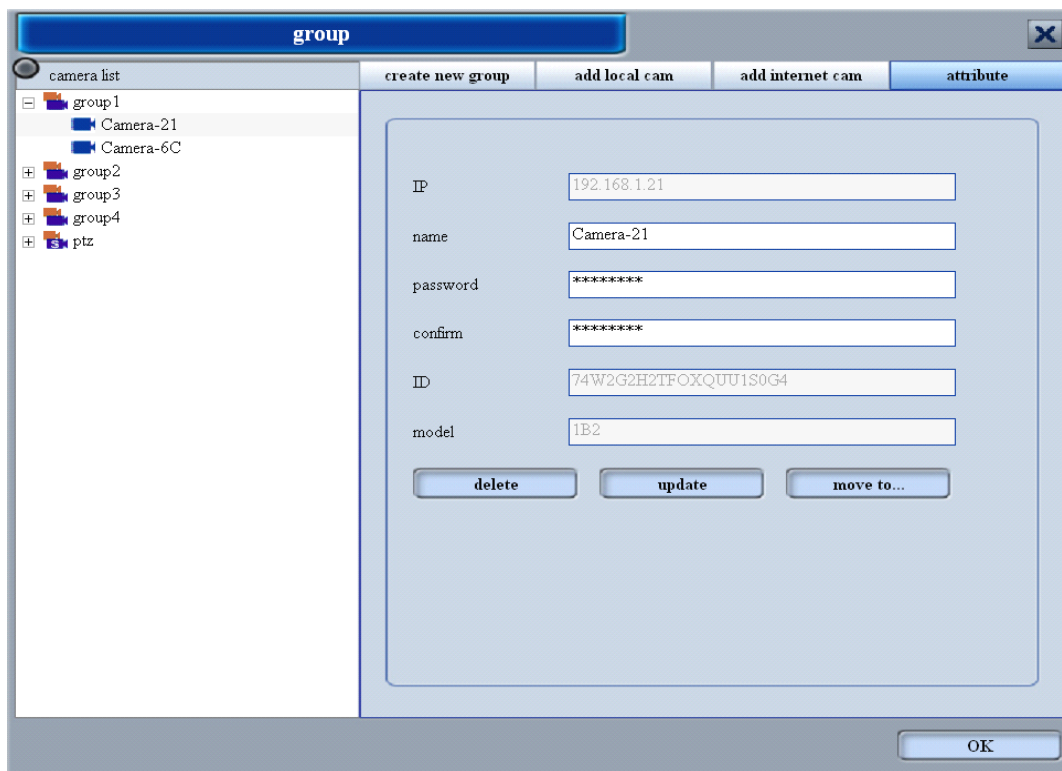 group
camera list
create new group
add local cam
add internet cam
attribute
group1
Camera-21
Camera-6C
group2
group3
group4
ptz
IP
192.168.1.21
name
Camera-21
password
********
confirm
********
ID
74W2G2H2TFOXQUU1S0G4
model
1B2
delete
update
move to...
OK